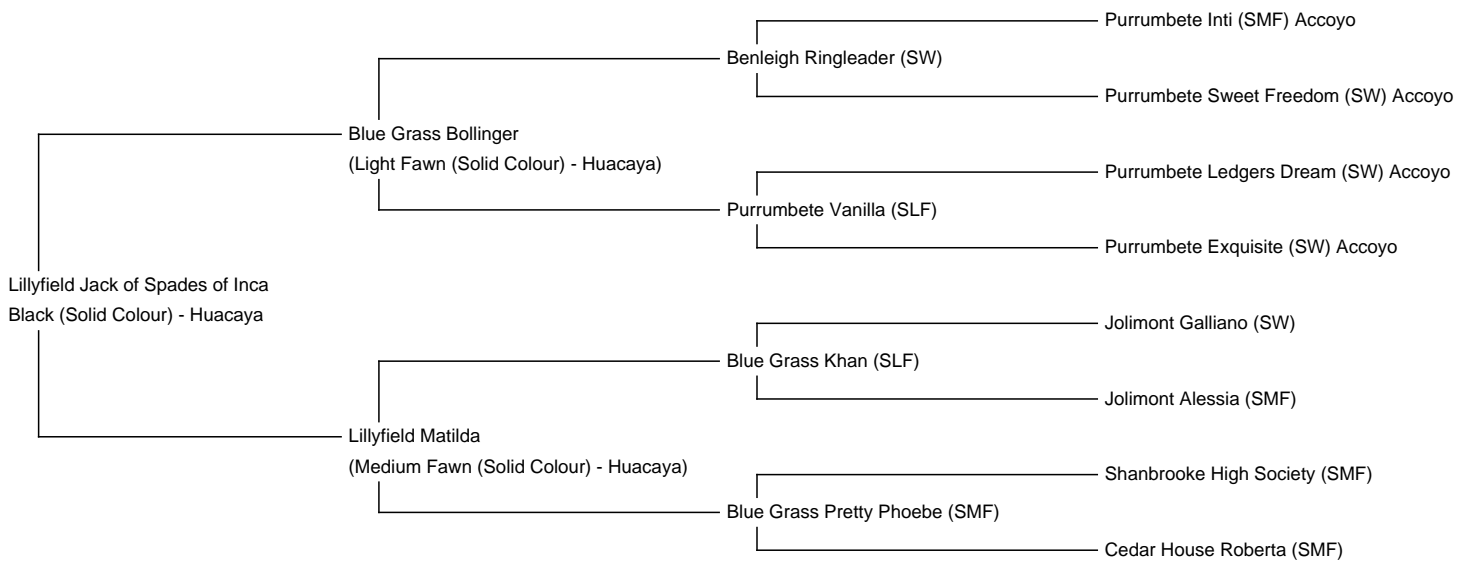 Purrumbete Inti (SMF) Accoyo
Benleigh Ringleader (SW)
Purrumbete Sweet Freedom (SW) Accoyo
Blue Grass Bollinger
(Light Fawn (Solid Colour) - Huacaya)
Purrumbete Ledgers Dream (SW) Accoyo
Purrumbete Vanilla (SLF)
Purrumbete Exquisite (SW) Accoyo
Lillyfield Jack of Spades of Inca
Black (Solid Colour) - Huacaya
Jolimont Galliano (SW)
Blue Grass Khan (SLF)
Jolimont Alessia (SMF)
Lillyfield Matilda
(Medium Fawn (Solid Colour) - Huacaya)
Shanbrooke High Society (SMF)
Blue Grass Pretty Phoebe (SMF)
Cedar House Roberta (SMF)